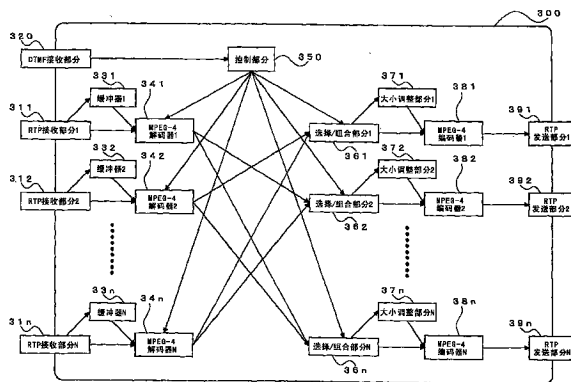 300
320
DTMF接收部分
控制部分
350
331
缓冲器1
341
311
RTP接收部分1
MPEG-4
解码器1
371
大小调整部分1
381
391
选择/组合部分1
361
MPEG-4
编码器1
RTP
发送部分1
332
缓冲器2
342
312
RTP接收部分2
MPEG-4
解码器2
372
大小调整部分2
382
392
选择/组合部分2
362
MPEG-4
编码器2
RTP
发送部分2
33n
缓冲器N
34n
31n
RTP接收部分N
MPEG-4
解码器N
37n
大小调整部分N
38n
39n
选择/组合部分N
36n
MPEG-4
编码器N
RTP
发送部分N